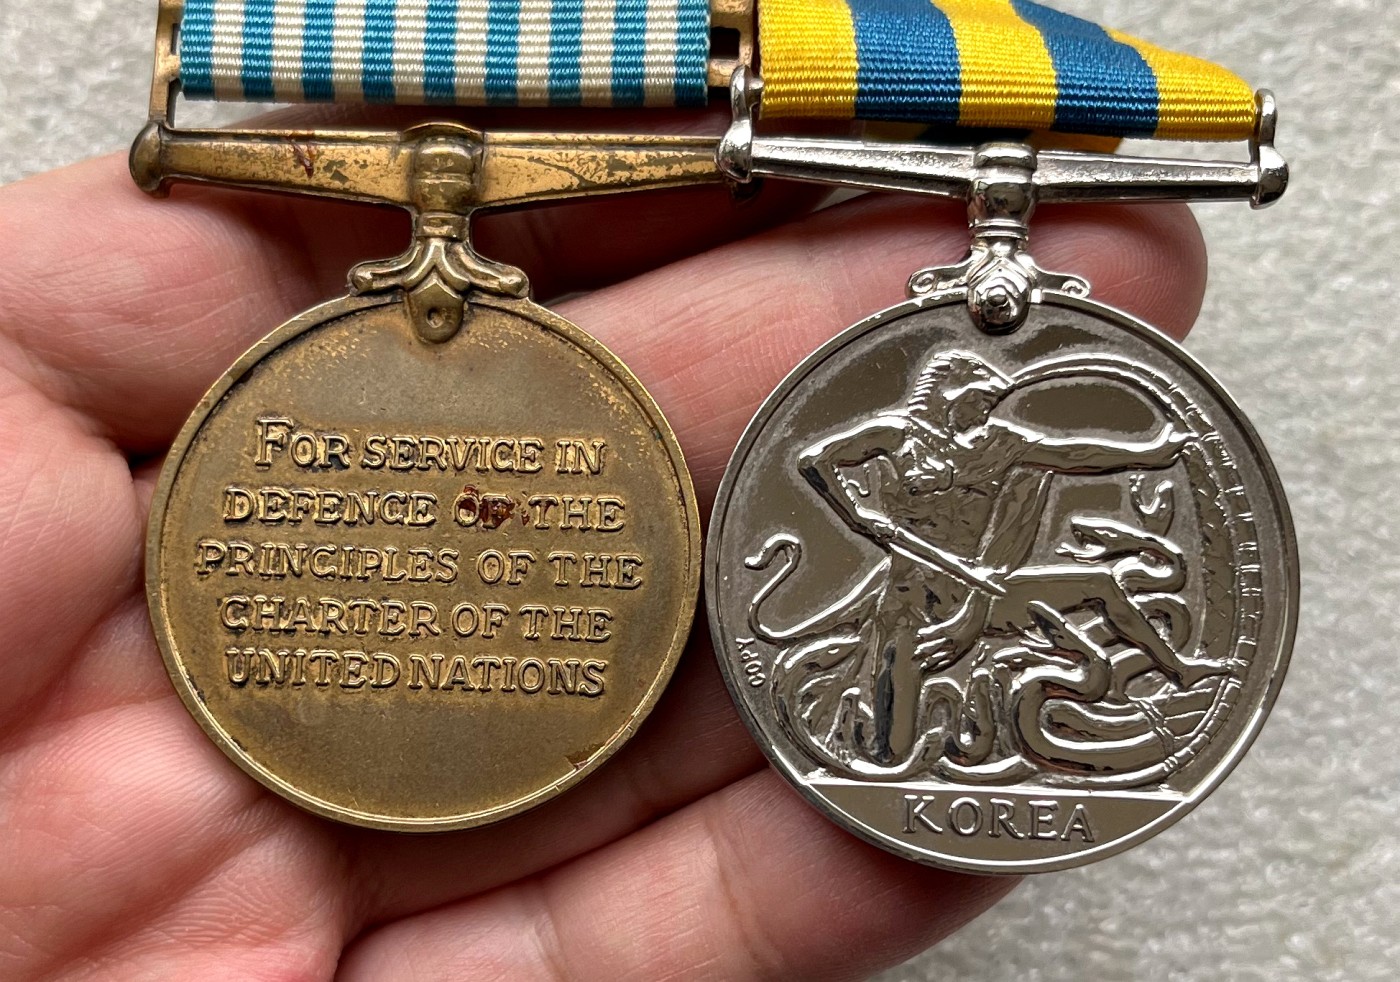 FOR SERVICE IN
DEFENCE OF THE
PRINCIPLES OF THE
CHARTER OF THE
UNITED NATIONS
COPY
KOREA